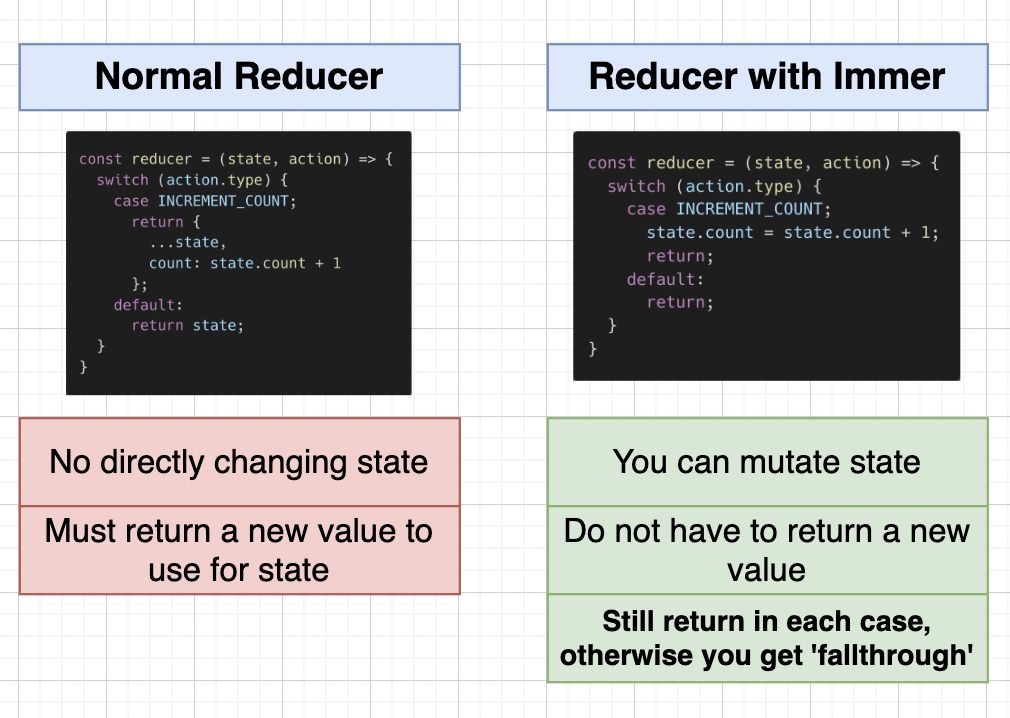 Normal Reducer
const reducer = (state, action) => {
  switch (action.type) {
    case INCREMENT_COUNT;
      return {
        ...state,
        count: state.count + 1
      };
    default:
      return state;
  }
}
No directly changing state
Must return a new value to
use for state
Reducer with Immer
const reducer = (state, action) => {
  switch (action.type) {
    case INCREMENT_COUNT;
      state.count = state.count + 1;
      return;
    default:
      return;
  }
}
You can mutate state
Do not have to return a new
value
Still return in each case,
otherwise you get 'fallthrough'